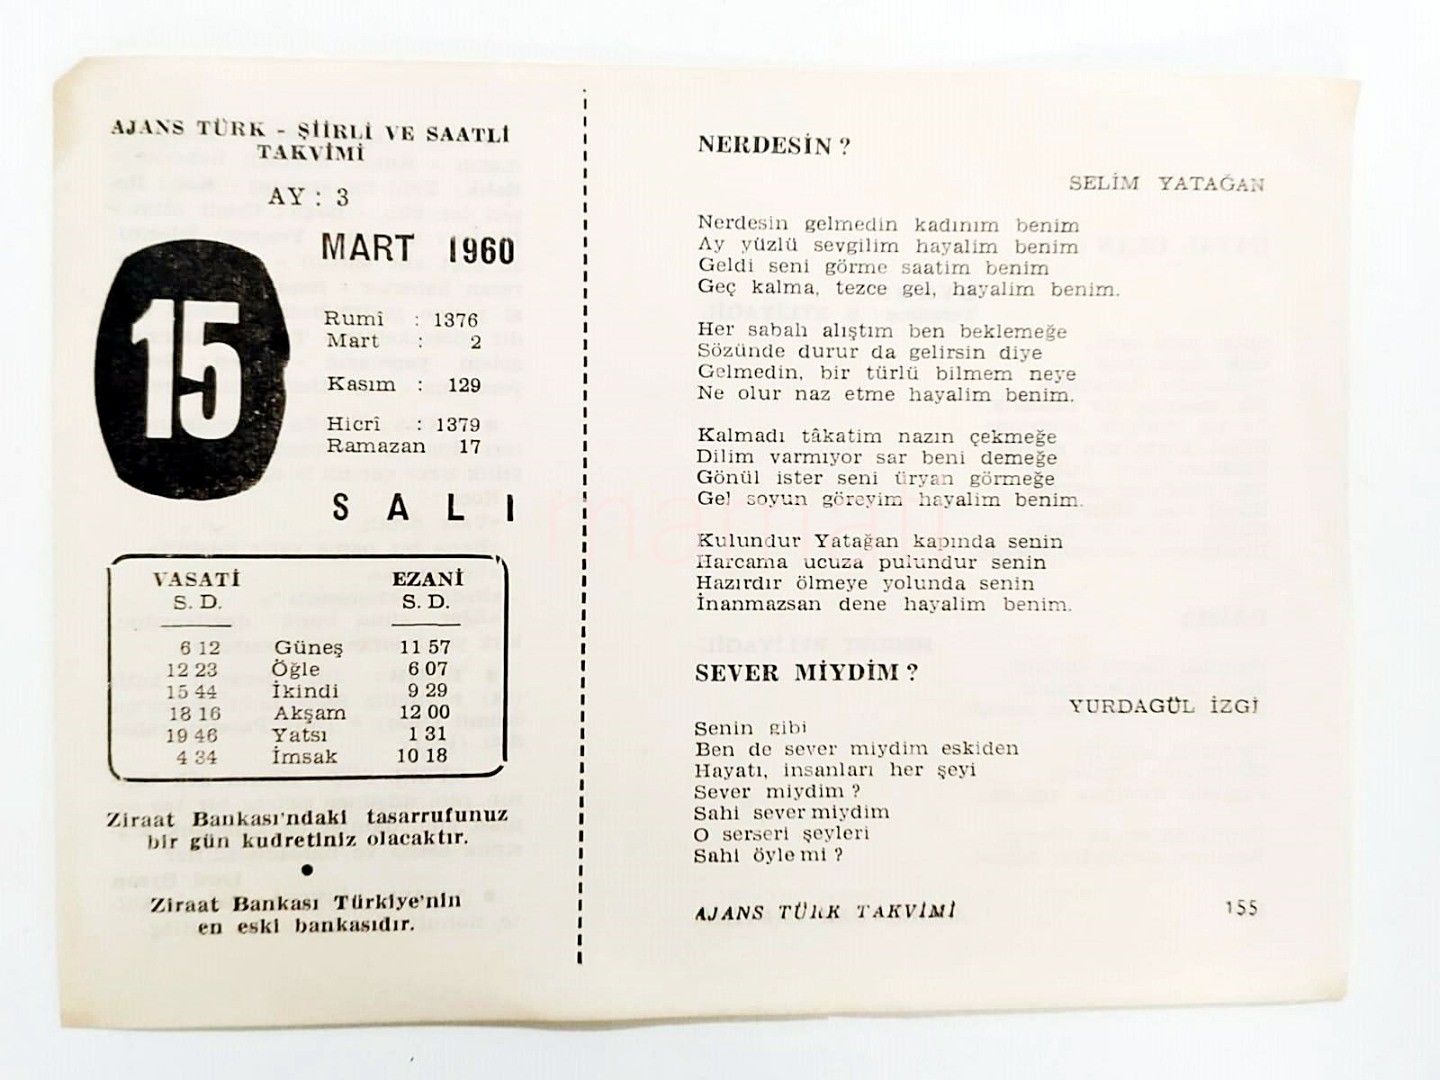 AJANS TÜRK - ŞİİRLİ VE SAATLİ
TAKVİMİ
AY : 3
MART 1960
15
Rumî : 1376
Mart : 2
Kasım : 129
Hicrî : 1379
Ramazan 17
SALI
VASATİ EZANİ
S. D. S. D.
6 12 Güneş 11 57
12 23 Öğle 6 07
15 44 İkindi 9 29
18 16 Akşam 12 00
19 46 Yatsı 1 31
4 34 İmsak 10 18
Ziraat Bankası'ndaki tasarrufunuz
bir gün kudretiniz olacaktır.
Ziraat Bankası Türkiye'nin
en eski bankasıdır.
NERDESİN ?
SELİM YATAĞAN
Nerdesin gelmedin kadınım benim
Ay yüzlü sevgilim hayalim benim
Geldi seni görme saatim benim
Geç kalma, tezce gel, hayalim benim.
Her sabah alıştım ben beklemeğe
Sözünde durur da gelirsin diye
Gelmedin, bir türlü bilmem neye
Ne olur naz etme hayalim benim.
Kalmadı tâkatim nazın çekmeğe
Dilim varmıyor sar beni demeğe
Gönül ister seni üryan görmeğe
Gel soyun göreyim hayalim benim.
Kulundur Yatağan kapında senin
Harcama ucuza pulundur senin
Hazırdır ölmeye yolunda senin
İnanmazsan dene hayalim benim.
SEVER MİYDİM ?
YURDAGÜL İZGİ
Senin gibi
Ben de sever miydim eskiden
Hayatı, insanları her şeyi
Sever miydim ?
Sahi sever miydim
O serseri şeyleri
Sahi öyle mi ?
AJANS TÜRK TAKVİMİ 155